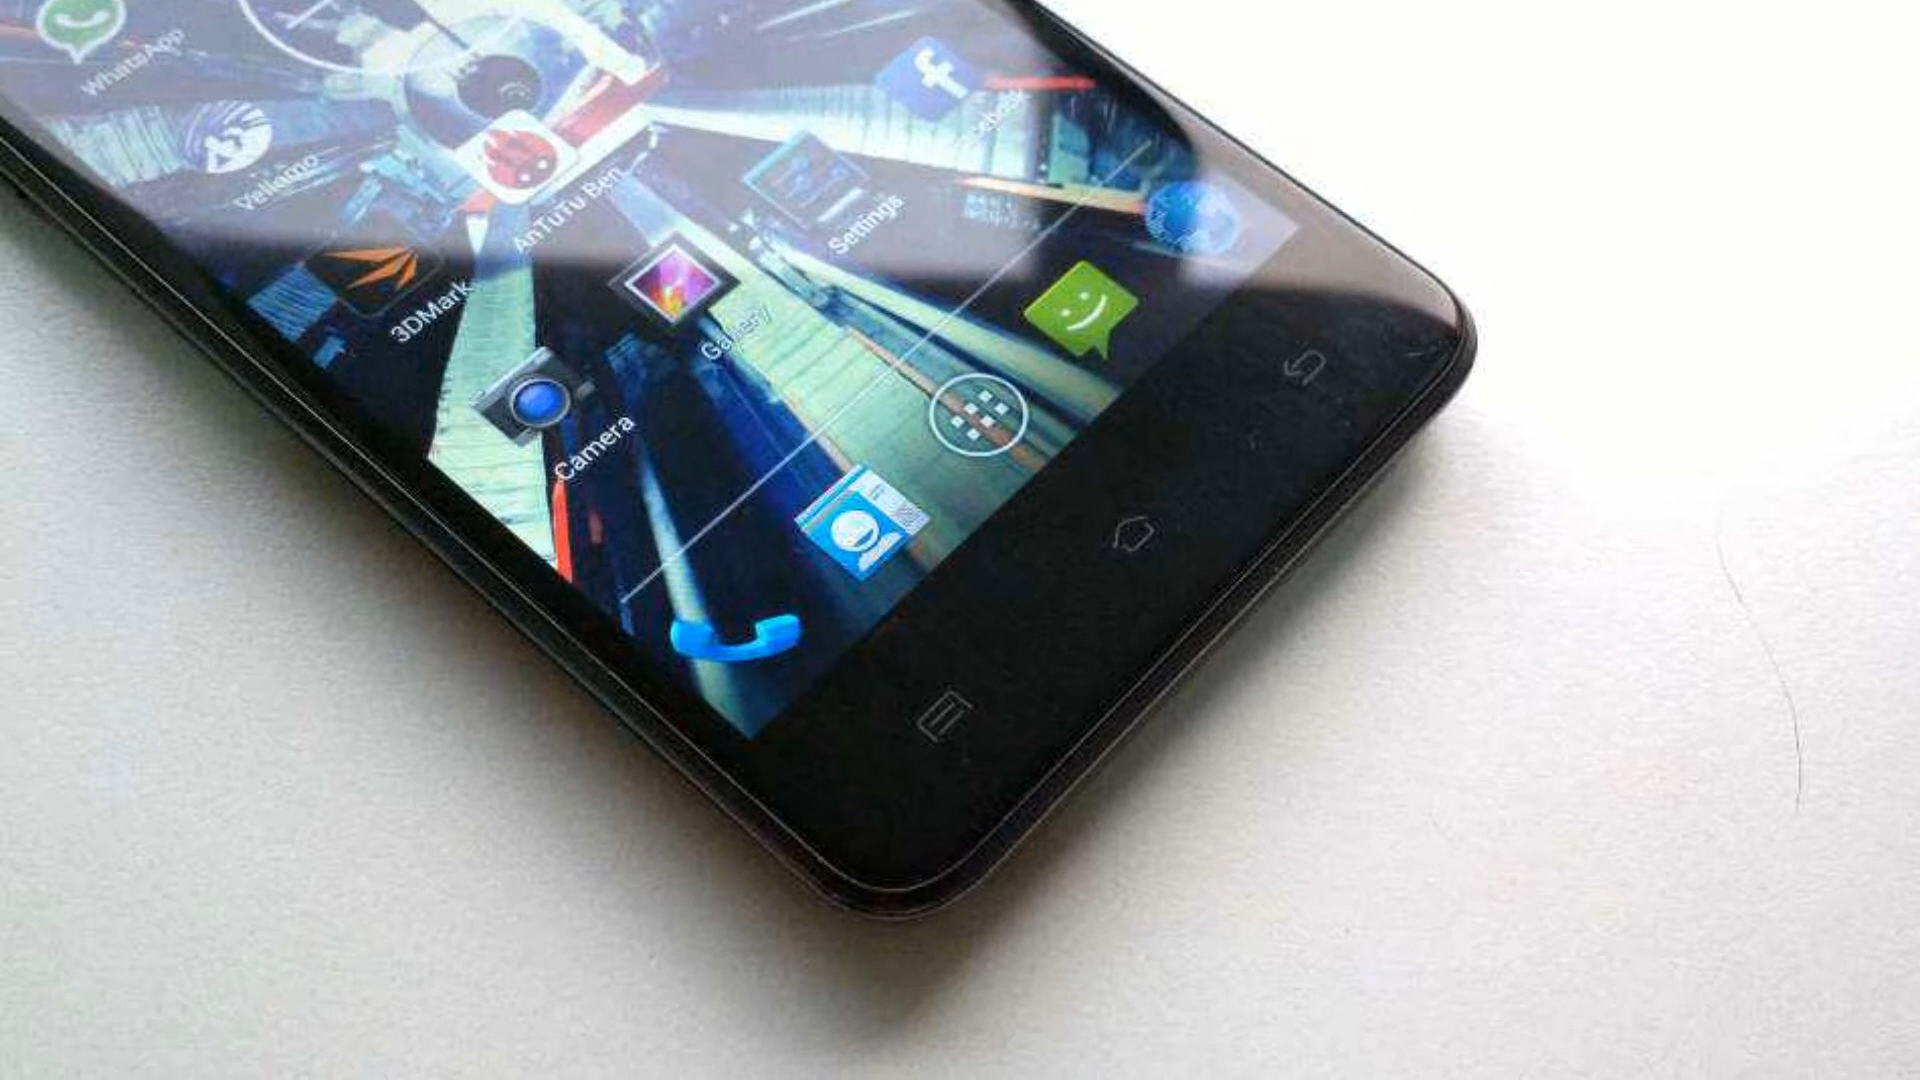 WhatsApp
Vellamo
AnTuTu Ben
3DMark
Settings
Gallery
Camera